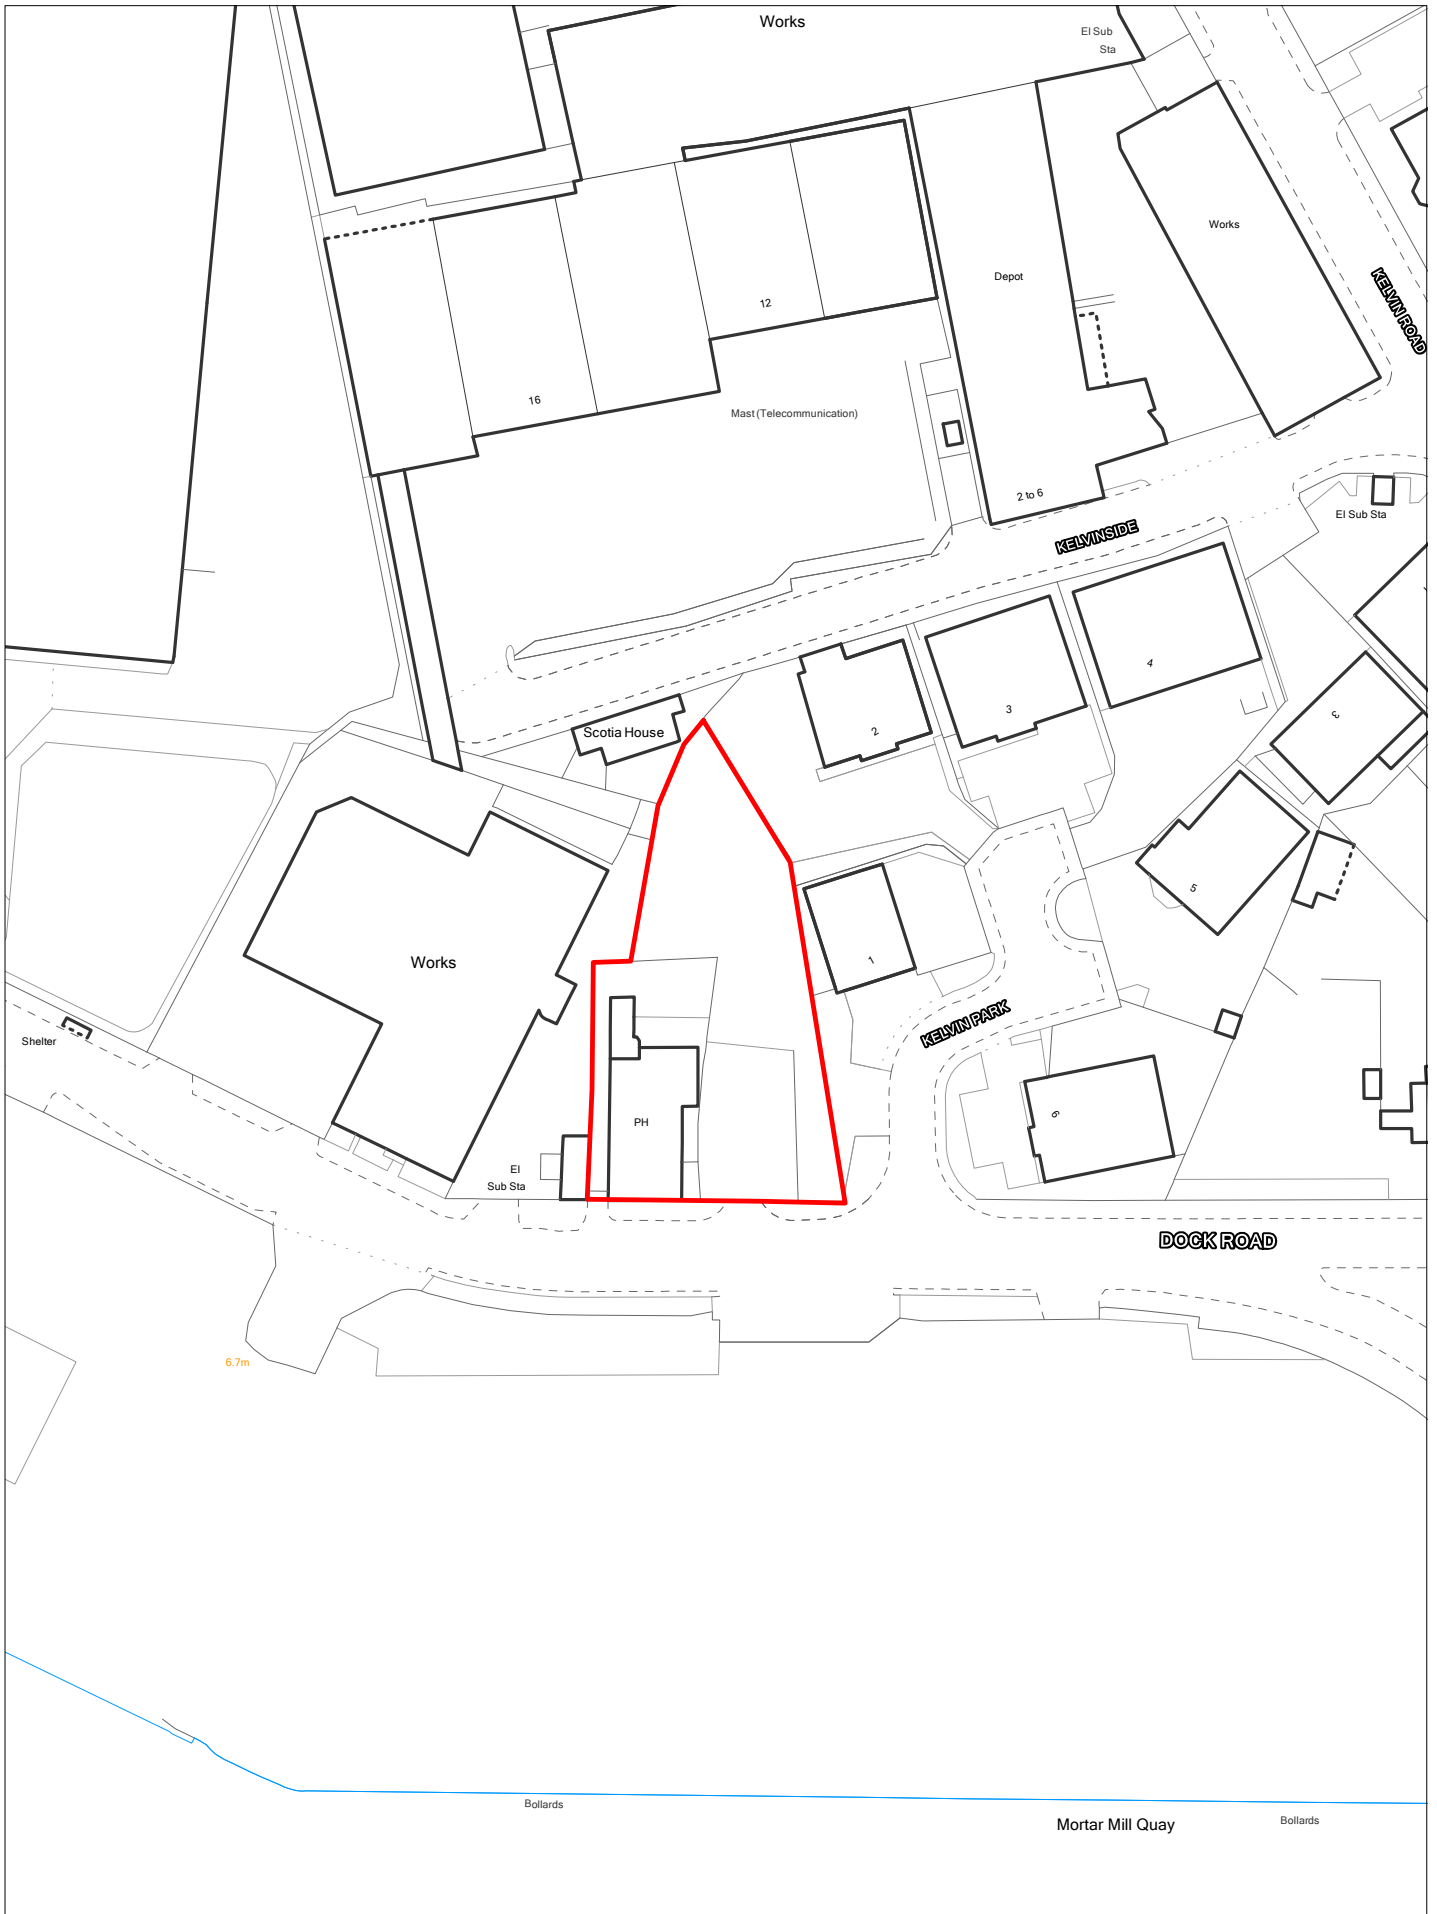 Works
El Sub
Sta
Works
KELVIN ROAD
Depot
12
16
Mast (Telecommunication)
2 to 6
El Sub Sta
KELVINSIDE
4
3
3
2
Scotia House
5
1
Works
KELVIN PARK
Shelter
PH
6
El
Sub Sta
DOCK ROAD
6.7m
Bollards
Mortar Mill Quay
Bollards